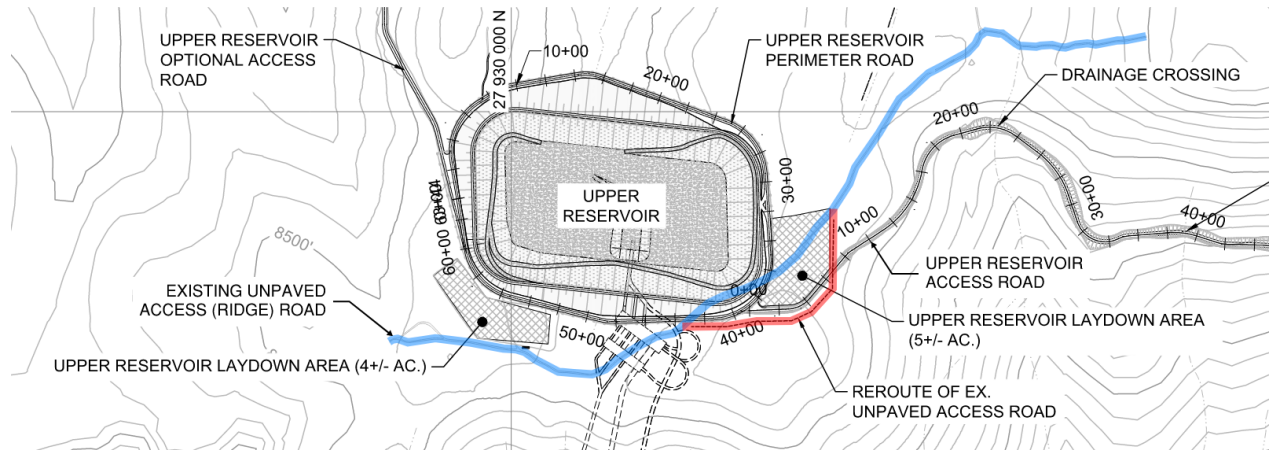 UPPER RESERVOIR
OPTIONAL ACCESS
ROAD
27 930 000 N
10+00
20+00
UPPER RESERVOIR
PERIMETER ROAD
DRAINAGE CROSSING
20+00
30+00
40+00
30+00
10+00
UPPER
RESERVOIR
8500'
60+00
EXISTING UNPAVED
ACCESS (RIDGE) ROAD
UPPER RESERVOIR LAYDOWN AREA (4+/- AC.)
50+00
0+00
40+00
UPPER RESERVOIR
ACCESS ROAD
UPPER RESERVOIR LAYDOWN AREA
(5+/- AC.)
REROUTE OF EX.
UNPAVED ACCESS ROAD